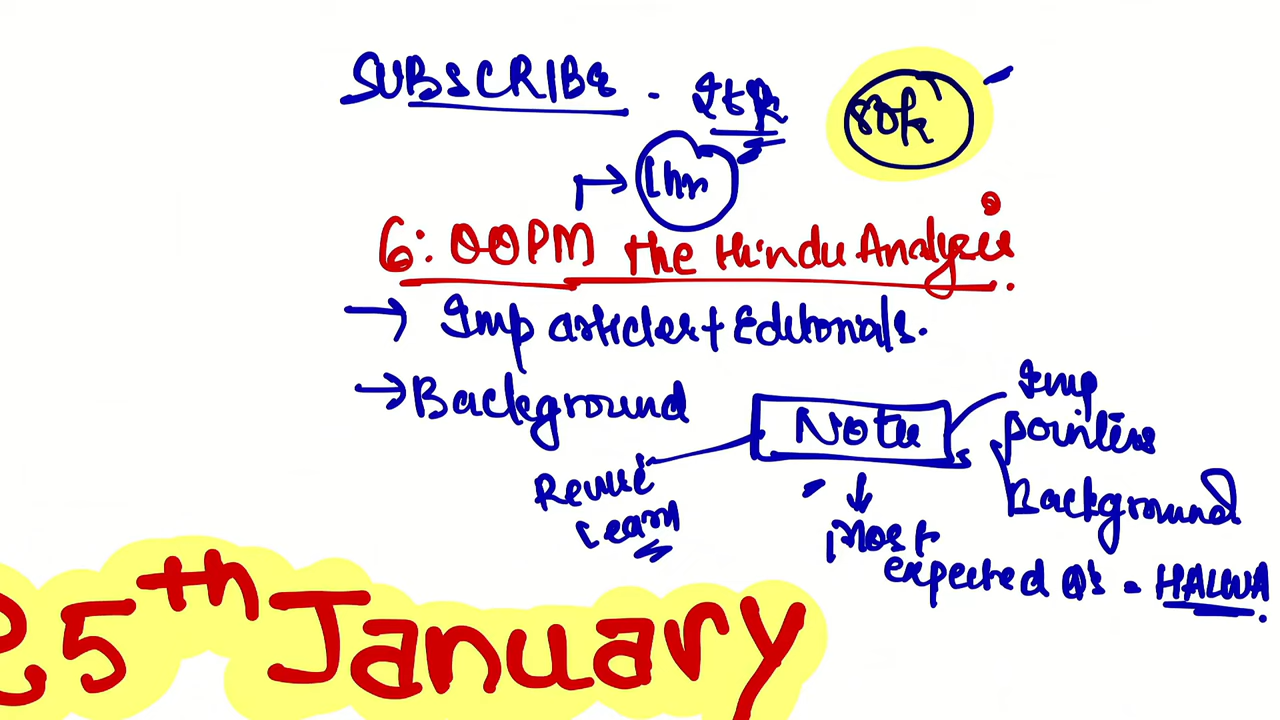 SUBSCRIBE -
80k
1hr
6:00PM The Hindu Analysis
→ Imp articles + Editorials.
→ Background
Note
Imp
pointers
Background
Revise
Learn
Most
expected Q's - HALWA
25th January